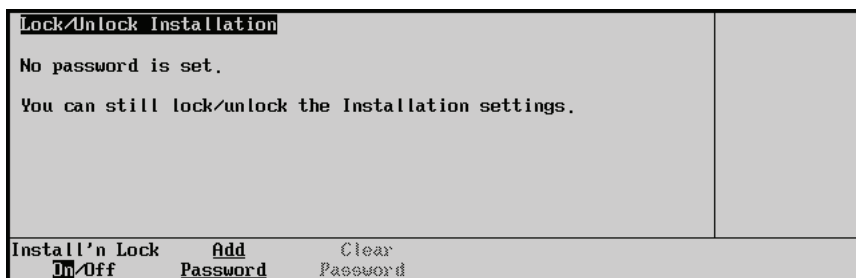 Lock/Unlock Installation
No password is set.
You can still lock/unlock the Installation settings.
Install'n Lock Add Clear
On/Off Password Password